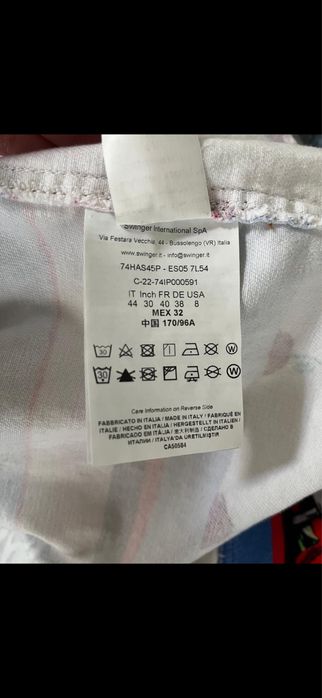 Swinger International SpA
Via Festara Vecchia, 44 - Bussolengo (VR) Italia
www.swinger.it - info@swinger.it
74HAS45P - ES05 7L54
C-22-74IP000591
IT Inch FR DE USA
44 30 40 38 8
MEX 32
中国 170/96A
30
W
30
W
Care Information on Reverse Side
FABBRICATO IN ITALIA / MADE IN ITALY / FABRIQUÉ EN
ITALIE / HECHO EN ITALIA / HERGESTELLT IN ITALIEN /
FABRICADO EM ITÁLIA / 意大利制造 / СДЕЛАНО В
ИТАЛИИ / ITALYA'DA ÜRETILMIŞTIR
CA50584